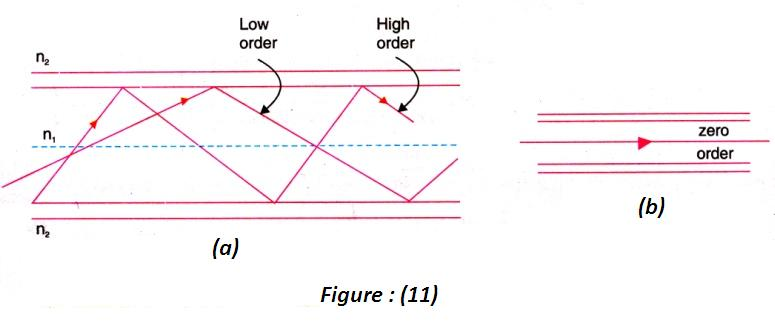 Low
order
High
order
n₂
n₁
n₂
(a)
zero
order
(b)
Figure : (11)